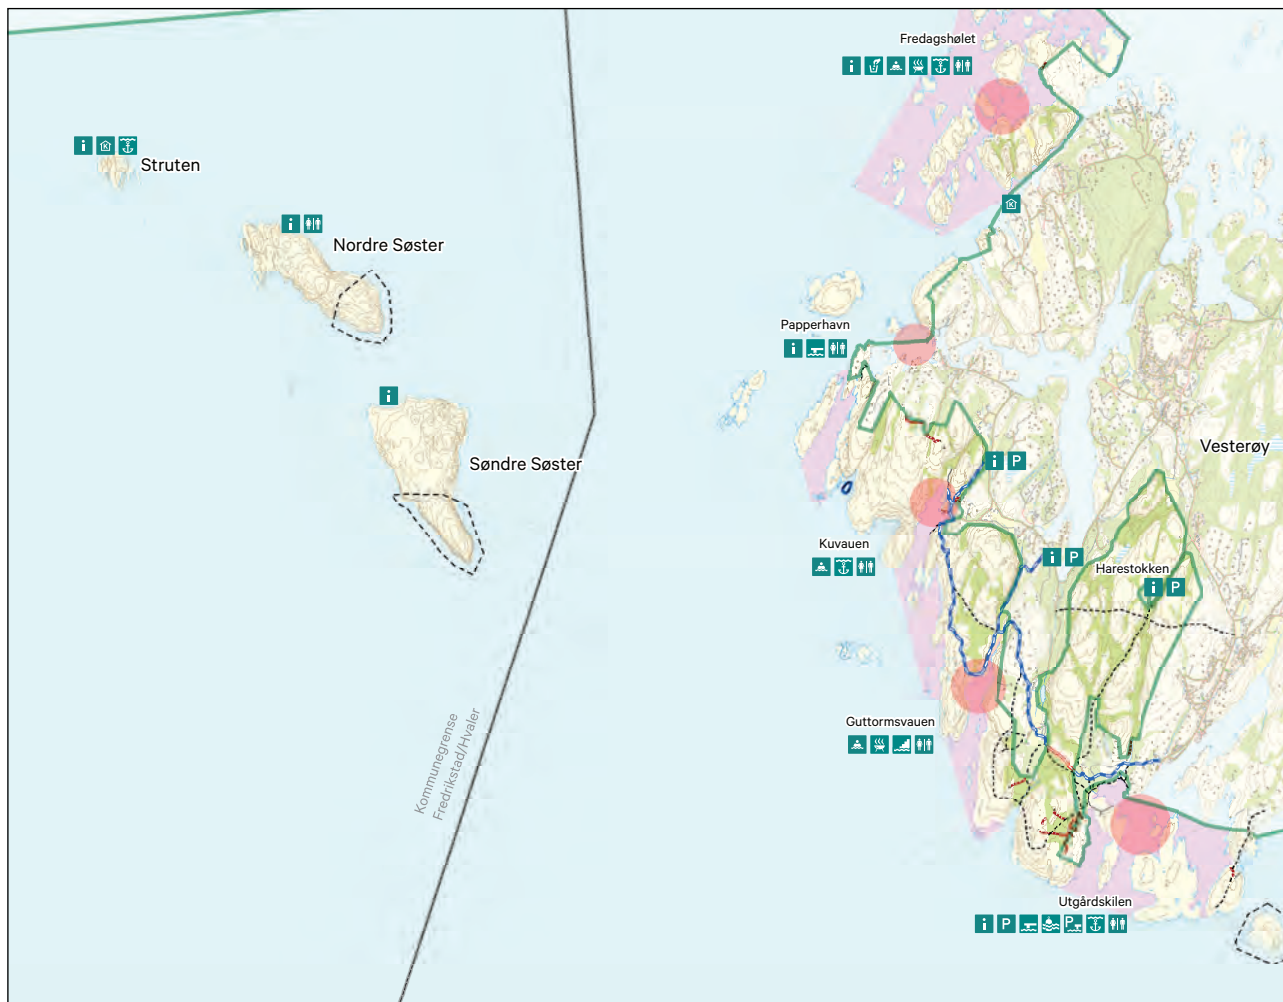 Fredagshølet
Struten
Nordre Søster
Papperhavn
Vesterøy
Søndre Søster
P
Kuvauen
P
Harestokken
P
Guttormsvauen
Kommunegrense
Fredrikstad/Hvaler
Utgårdskilen
P
P